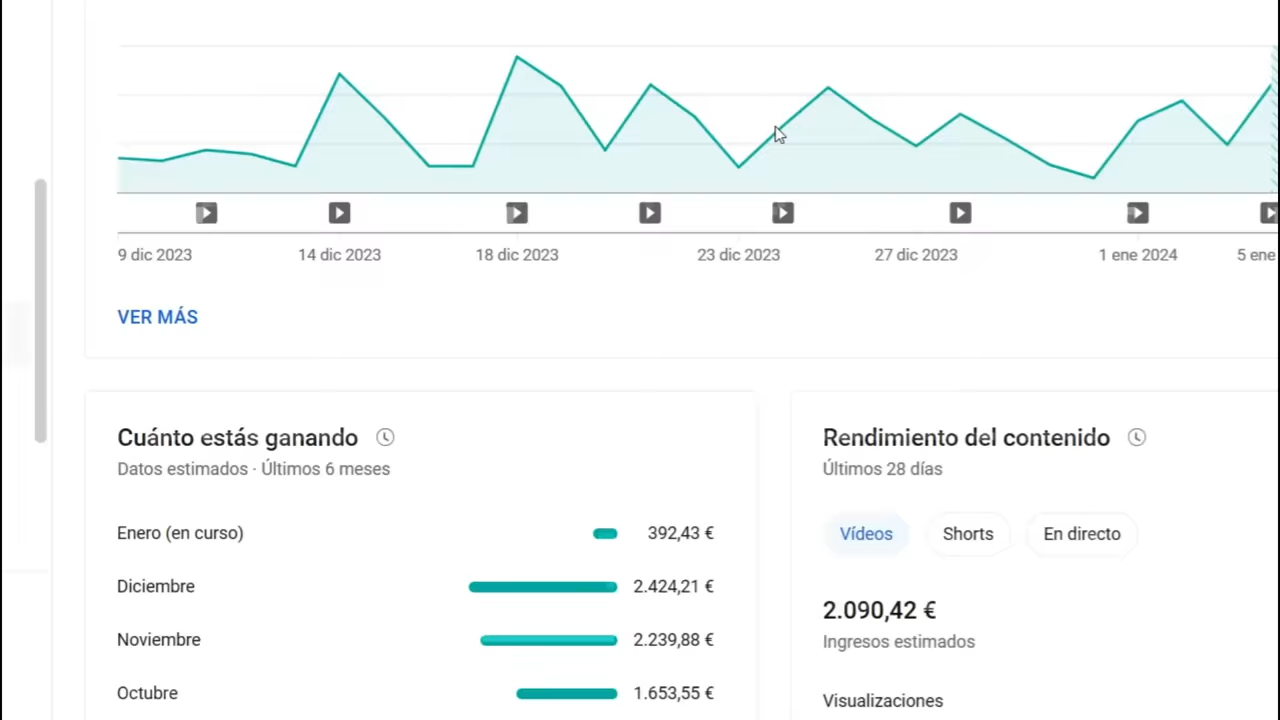 9 dic 2023 14 dic 2023 18 dic 2023 23 dic 2023 27 dic 2023 1 ene 2024 5 ene
VER MÁS
Cuánto estás ganando
Datos estimados · Últimos 6 meses
Enero (en curso) 392,43 €
Diciembre 2.424,21 €
Noviembre 2.239,88 €
Octubre 1.653,55 €
Rendimiento del contenido
Últimos 28 días
Vídeos Shorts En directo
2.090,42 €
Ingresos estimados
Visualizaciones